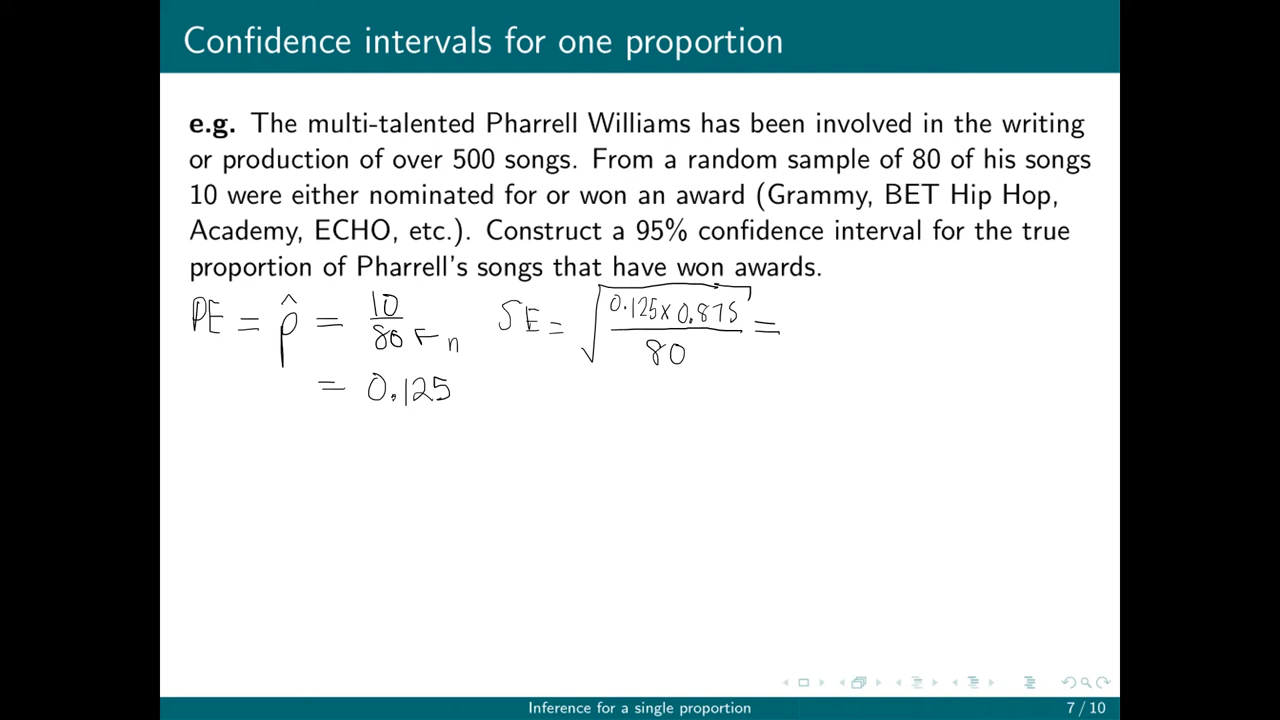 Confidence intervals for one proportion
e.g. The multi-talented Pharrell Williams has been involved in the writing
or production of over 500 songs. From a random sample of 80 of his songs
10 were either nominated for or won an award (Grammy, BET Hip Hop,
Academy, ECHO, etc.). Construct a 95% confidence interval for the true
proportion of Pharrell's songs that have won awards.
PE = p̂ = 10/80 ← n
= 0.125
SE = √(0.125 × 0.875 / 80) =
Inference for a single proportion
7 / 10